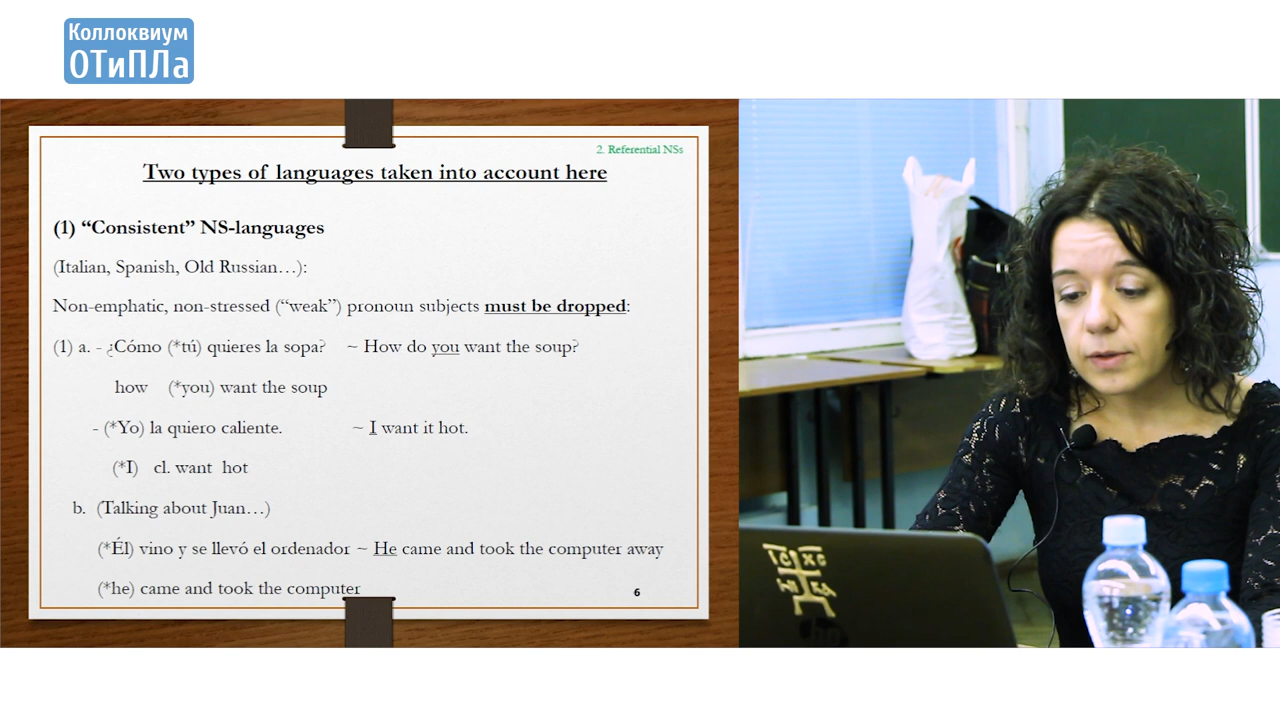 Коллоквиум
ОТиПЛа
2. Referential NSs
Two types of languages taken into account here
(1) “Consistent” NS-languages
(Italian, Spanish, Old Russian…):
Non-emphatic, non-stressed (“weak”) pronoun subjects must be dropped:
(1) a. - ¿Cómo (*tú) quieres la sopa? ~ How do you want the soup?
how (*you) want the soup
- (*Yo) la quiero caliente. ~ I want it hot.
(*I) cl. want hot
b. (Talking about Juan…)
(*Él) vino y se llevó el ordenador ~ He came and took the computer away
(*he) came and took the computer
6
IC XC